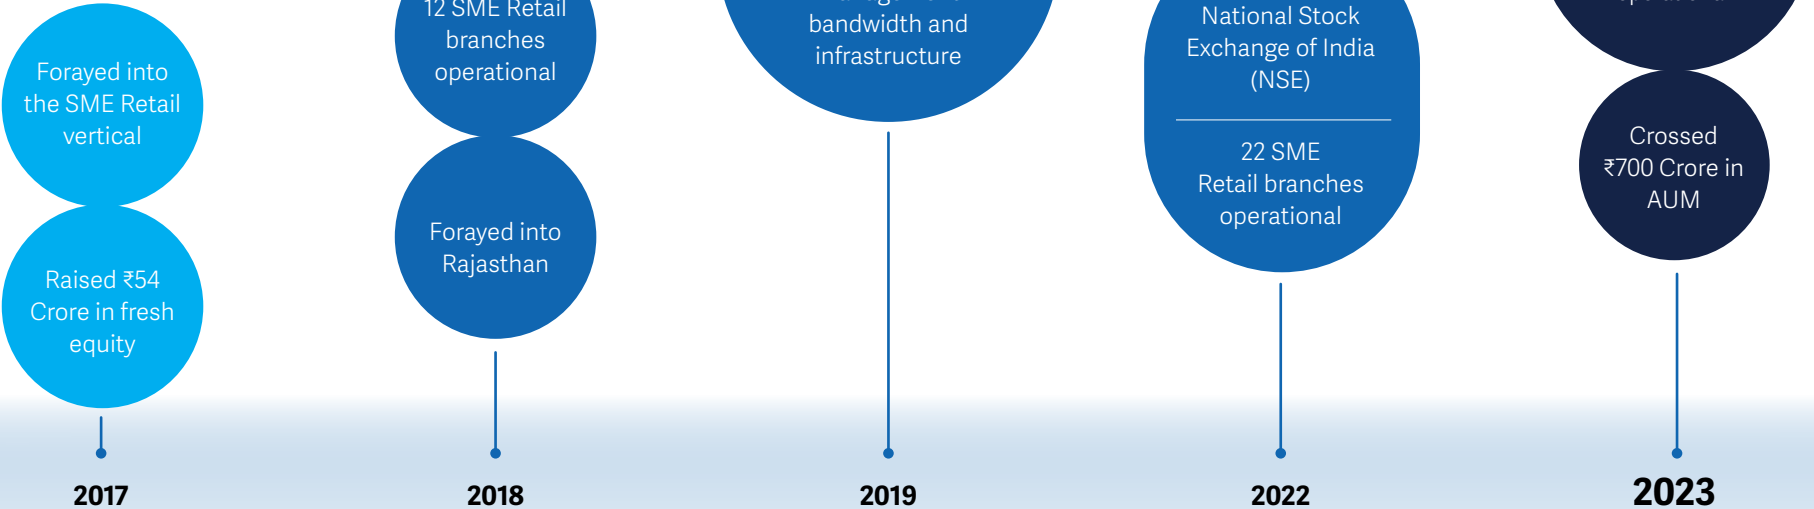 Forayed into
the SME Retail
vertical
Raised ₹54
Crore in fresh
equity
2017
12 SME Retail
branches
operational
Forayed into
Rajasthan
2018
bandwidth and
infrastructure
2019
National Stock
Exchange of India
(NSE)
22 SME
Retail branches
operational
2022
Crossed
₹700 Crore in
AUM
2023